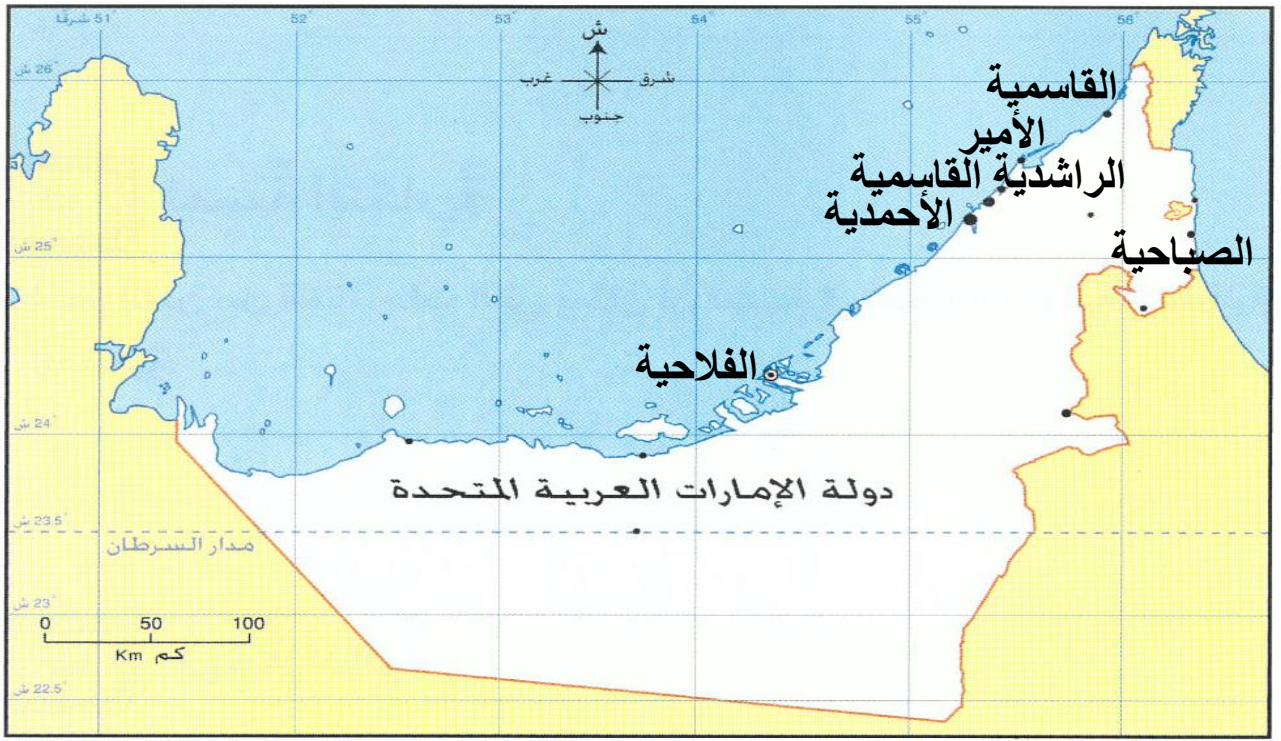 51° شرقًا
52°
53°
54°
55°
56°
26° ش
ش
شرق
غرب
جنوب
القاسمية
الأمير
الراشدية القاسمية
الأحمدية
25° ش
الصباحية
الفلاحية
24° ش
دولة الإمارات العربية المتحدة
23.5° ش
مدار السرطان
23° ش
0 50 100
كم Km
22.5° ش